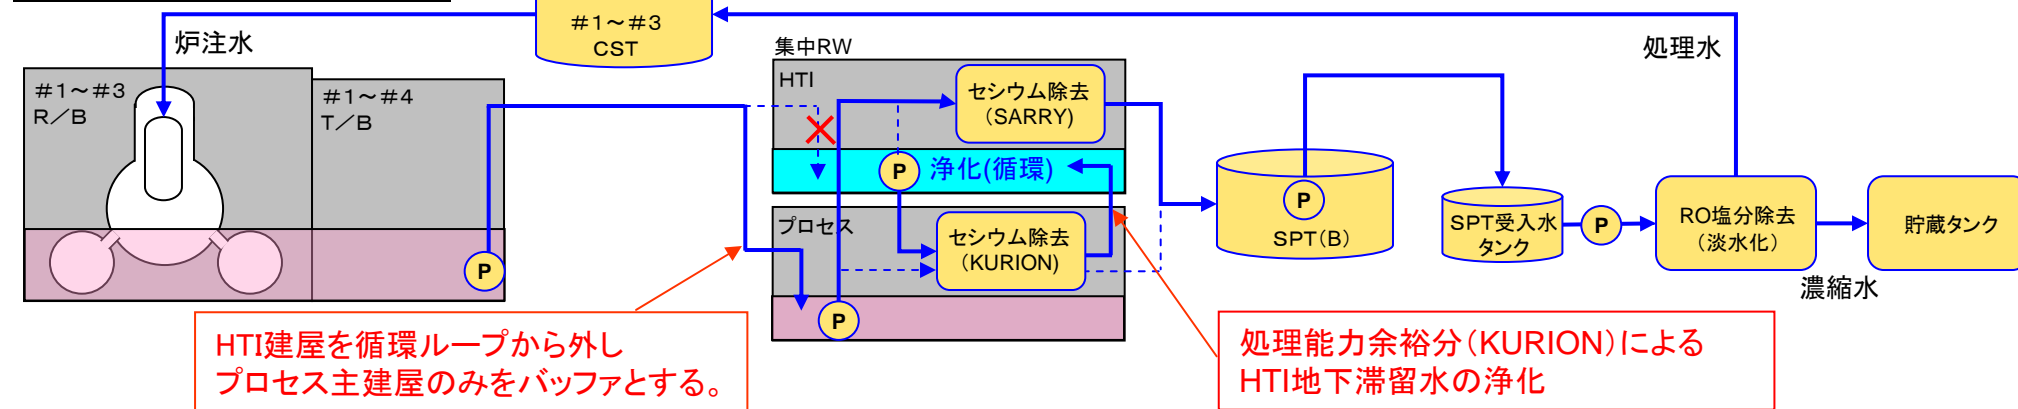 #1~#3
CST
炉注水
集中RW
処理水
#1~#3
R/B
#1~#4
T/B
HTI
セシウム除去
(SARRY)
P
浄化(循環)
プロセス
セシウム除去
(KURION)
P
P
P
SPT(B)
SPT受入水
タンク
P
RO塩分除去
(淡水化)
貯蔵タンク
濃縮水
HTI建屋を循環ループから外し
プロセス主建屋のみをバッファとする。
処理能力余裕分(KURION)による
HTI地下滞留水の浄化